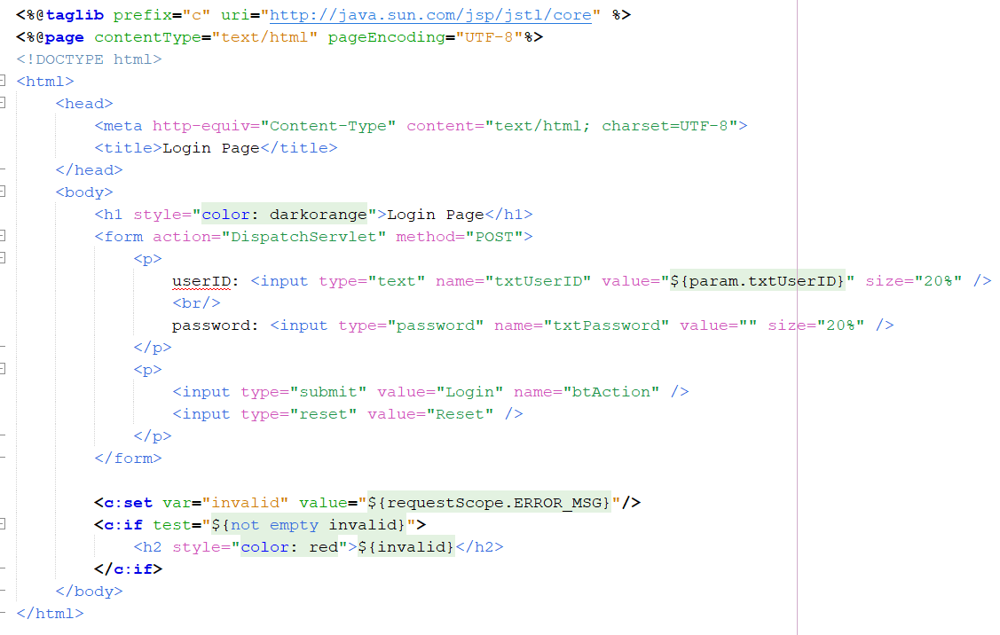 <%@taglib prefix="c" uri="http://java.sun.com/jsp/jstl/core" %>
<%@page contentType="text/html" pageEncoding="UTF-8"%>
<!DOCTYPE html>
<html>
    <head>
        <meta http-equiv="Content-Type" content="text/html; charset=UTF-8">
        <title>Login Page</title>
    </head>
    <body>
        <h1 style="color: darkorange">Login Page</h1>
        <form action="DispatchServlet" method="POST">
            <p>
                userID: <input type="text" name="txtUserID" value="${param.txtUserID}" size="20%" />
                <br/>
                password: <input type="password" name="txtPassword" value="" size="20%" />
            </p>
            <p>
                <input type="submit" value="Login" name="btAction" />
                <input type="reset" value="Reset" />
            </p>
        </form>

        <c:set var="invalid" value="${requestScope.ERROR_MSG}"/>
        <c:if test="${not empty invalid}">
            <h2 style="color: red">${invalid}</h2>
        </c:if>
    </body>
</html>